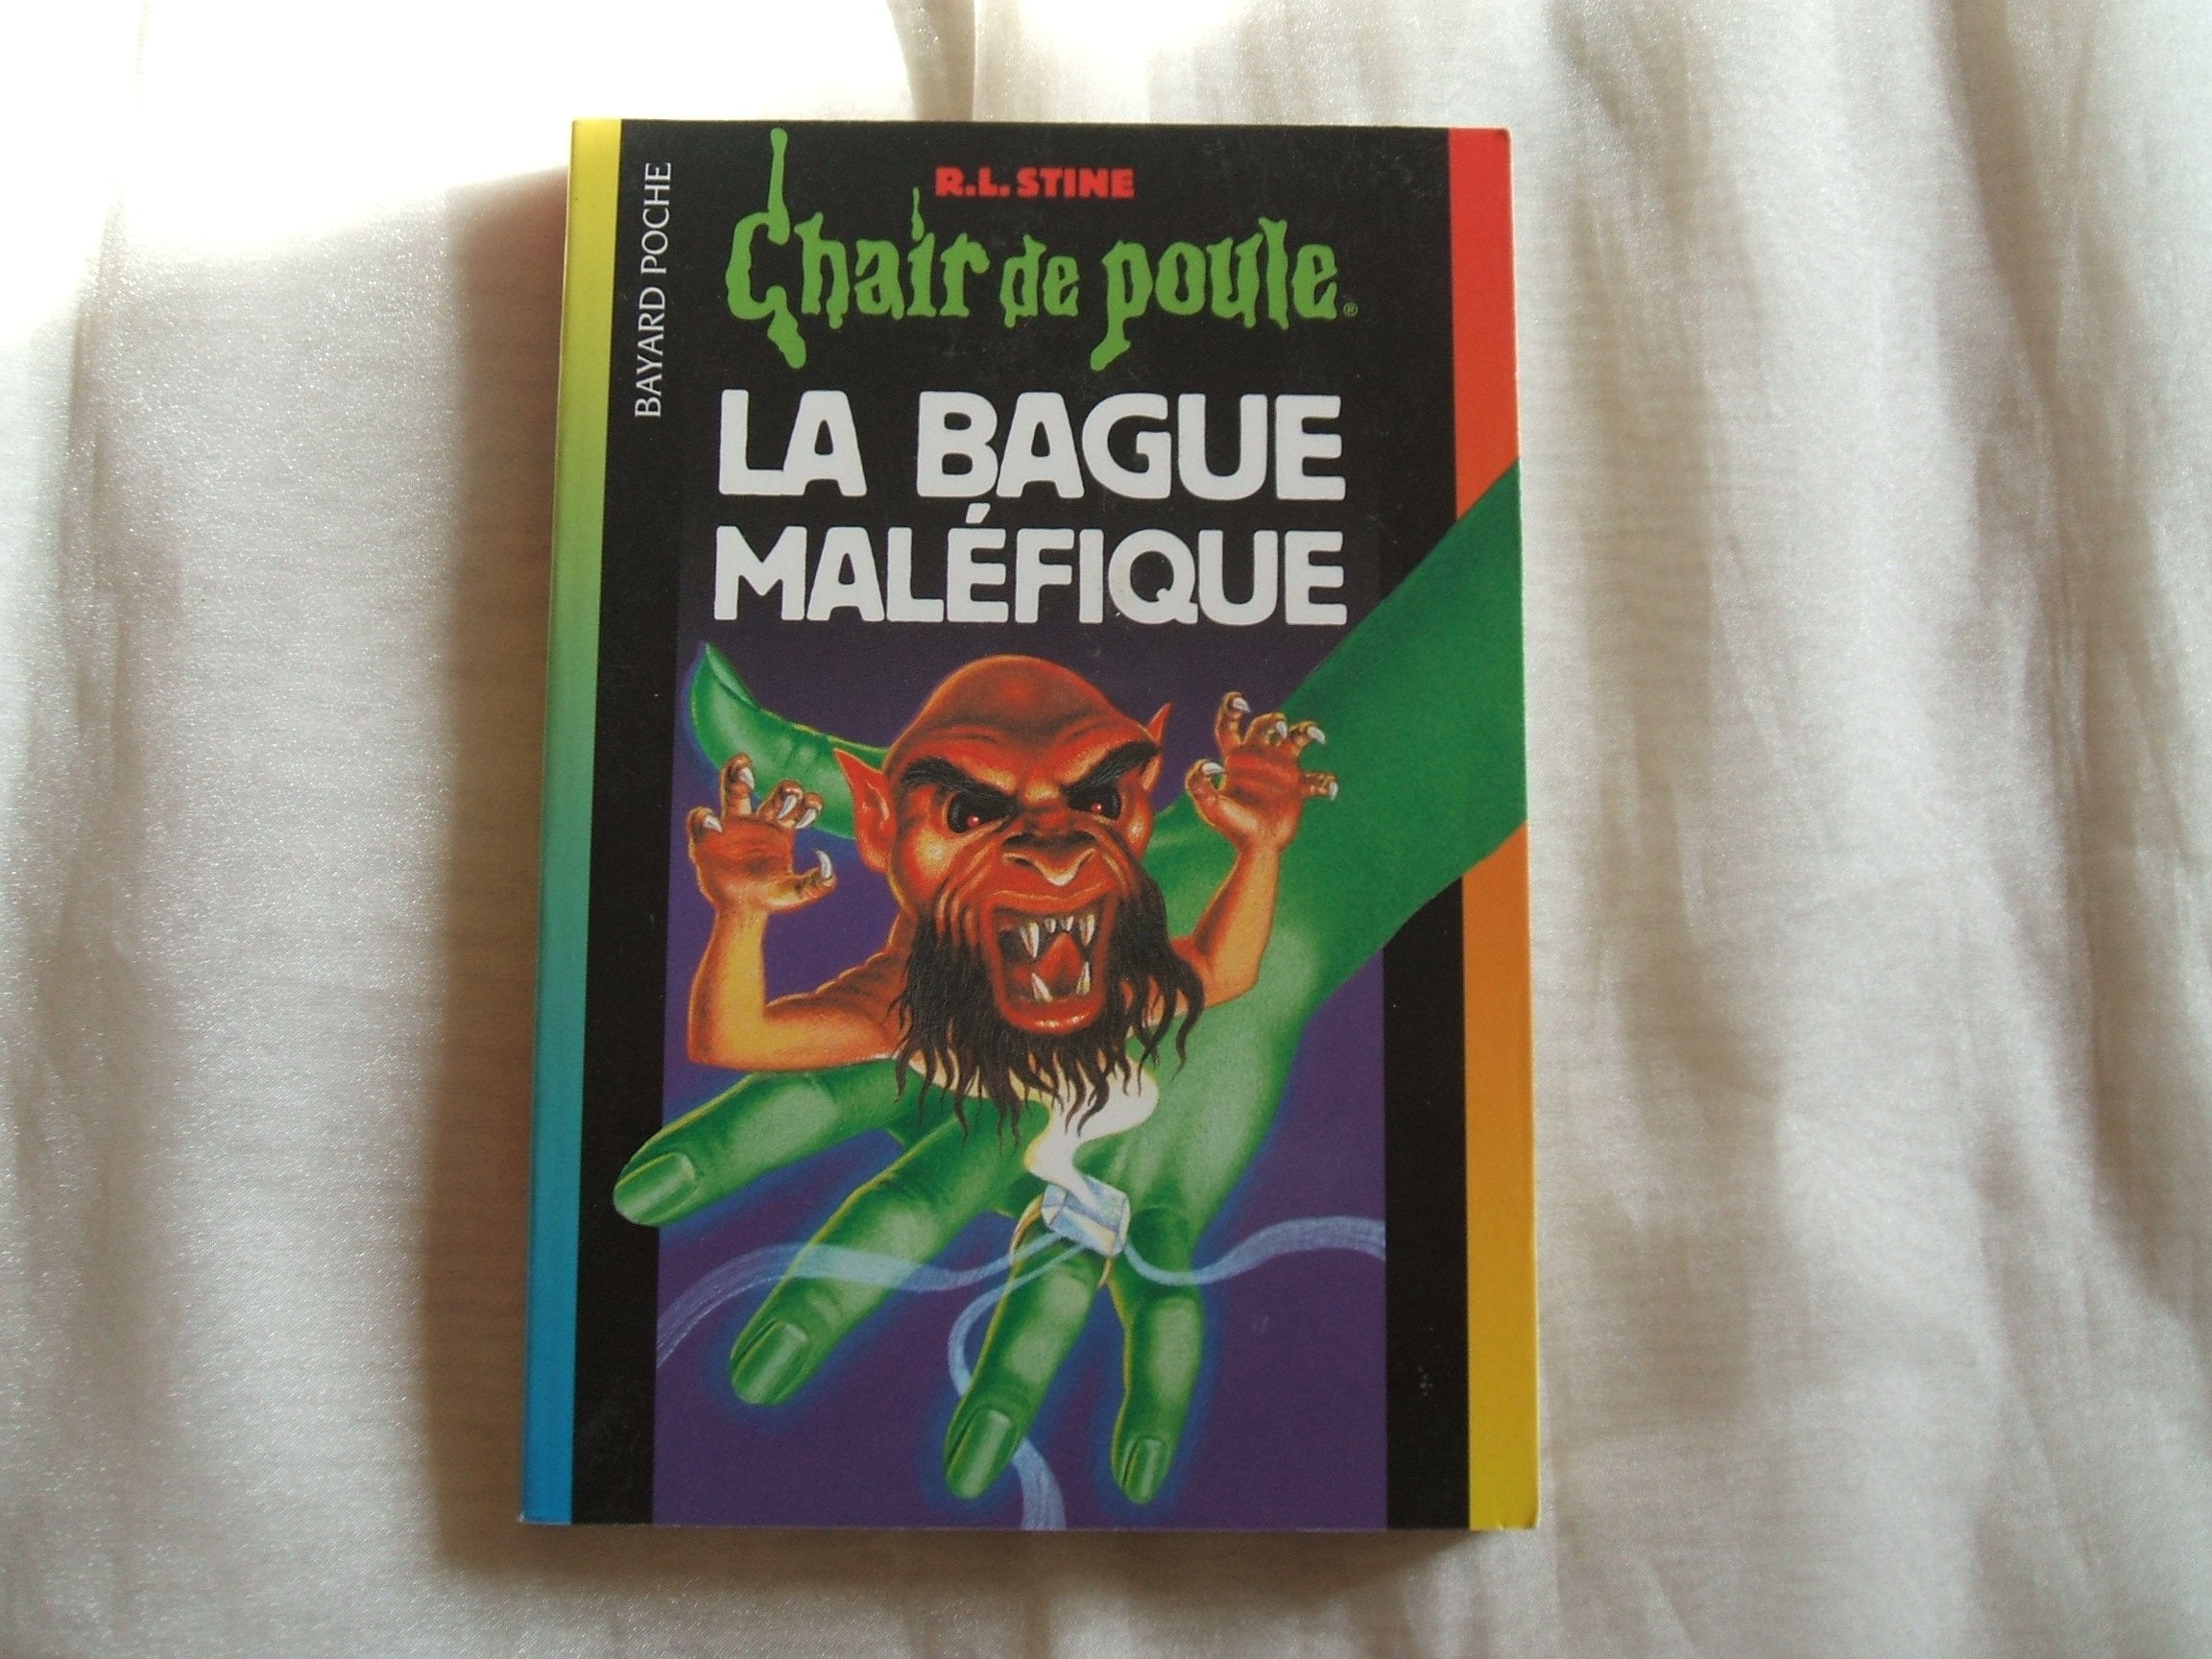 BAYARD POCHE
R.L. STINE
Chair de poule®
LA BAGUE
MALÉFIQUE